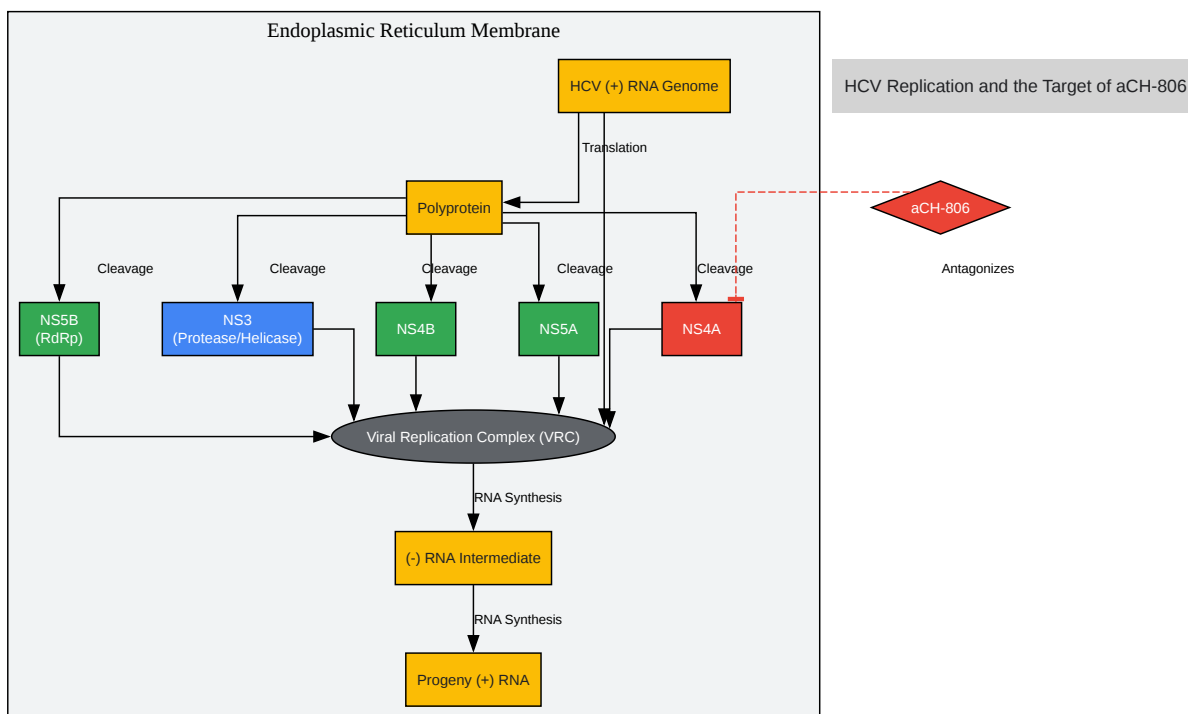 Endoplasmic Reticulum Membrane
HCV (+) RNA Genome
HCV Replication and the Target of aCH-806
Translation
Polyprotein
aCH-806
Cleavage
Cleavage
Cleavage
Cleavage
Cleavage
Antagonizes
NS5B
(RdRp)
NS3
(Protease/Helicase)
NS4B
NS5A
NS4A
Viral Replication Complex (VRC)
RNA Synthesis
(-) RNA Intermediate
RNA Synthesis
Progeny (+) RNA